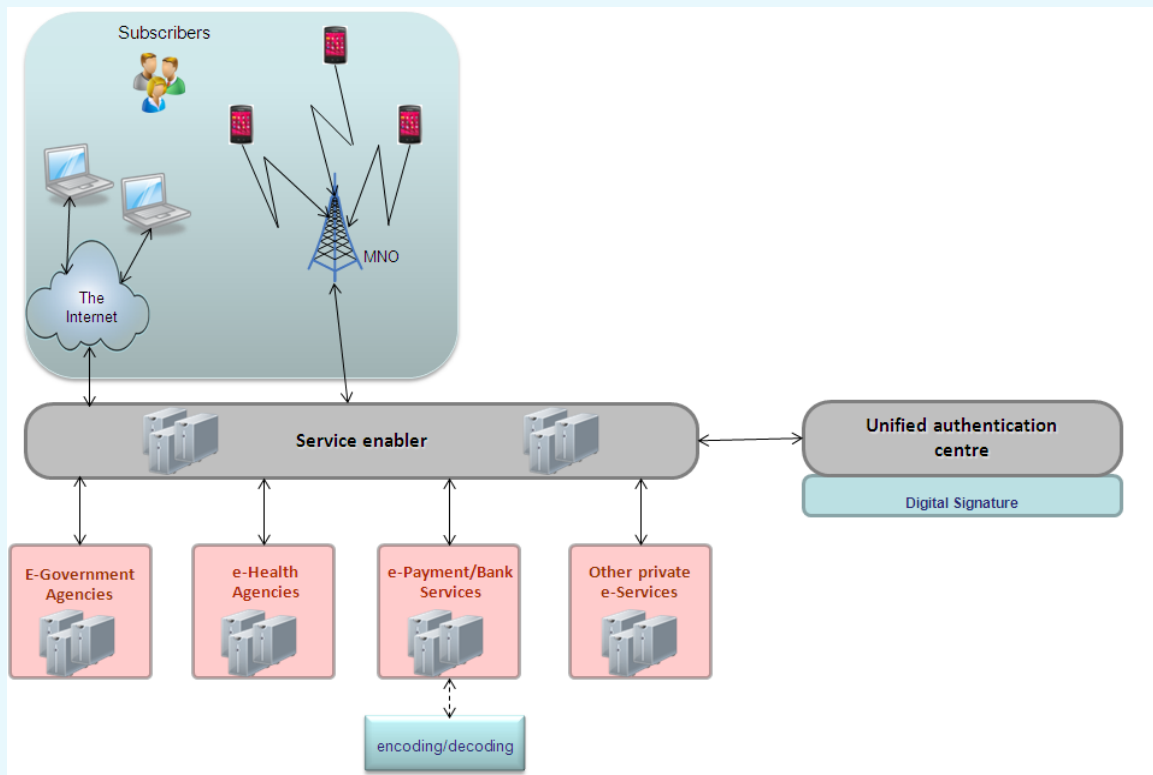 Subscribers
MNO
The
Internet
Service enabler
Unified authentication
centre
Digital Signature
E-Government
Agencies
e-Health
Agencies
e-Payment/Bank
Services
Other private
e-Services
encoding/decoding